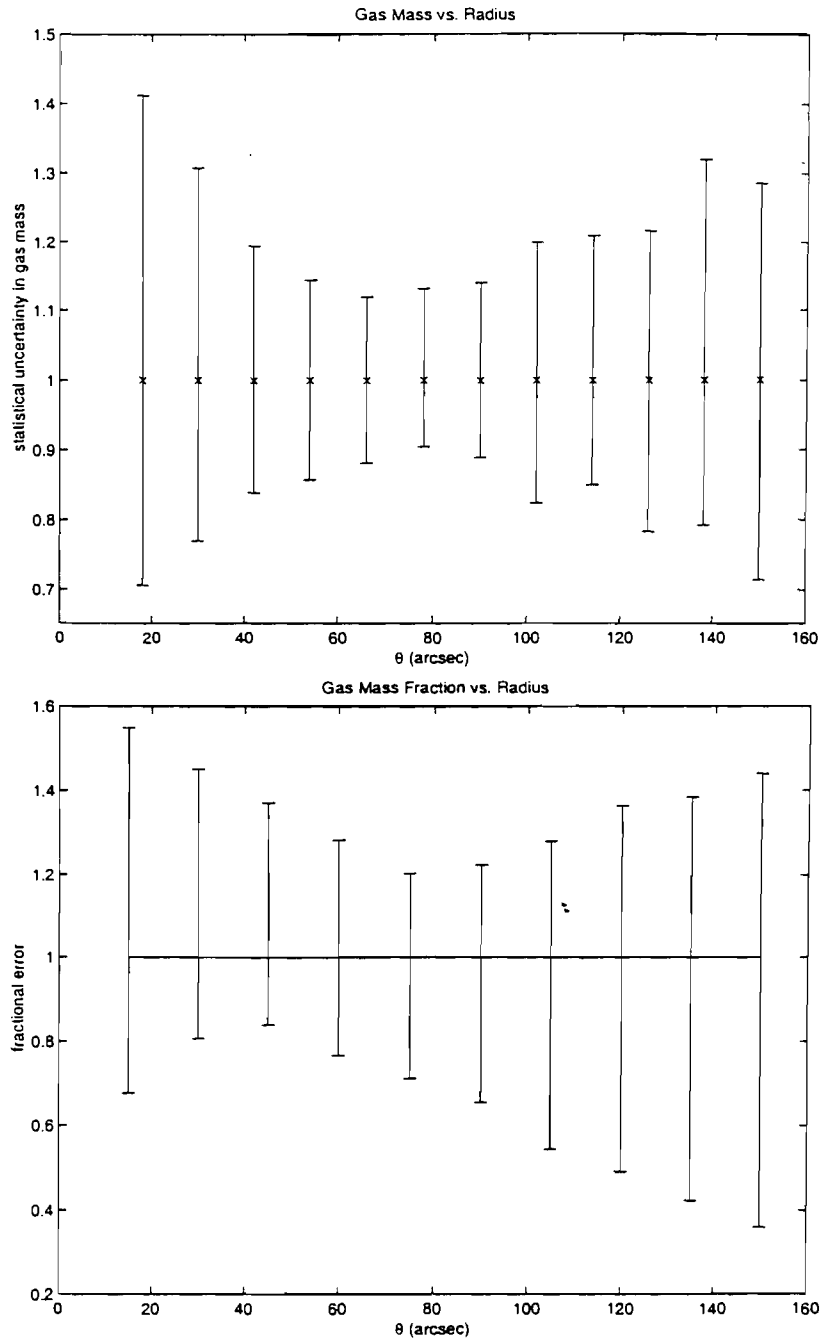 Gas Mass vs. Radius
1.5
1.4
1.3
1.2
1.1
1
0.9
0.8
0.7
statistical uncertainty in gas mass
0 20 40 60 80 100 120 140 160
θ (arcsec)
Gas Mass Fraction vs. Radius
1.6
1.4
1.2
1
0.8
0.6
0.4
0.2
fractional error
0 20 40 60 80 100 120 140 160
θ (arcsec)